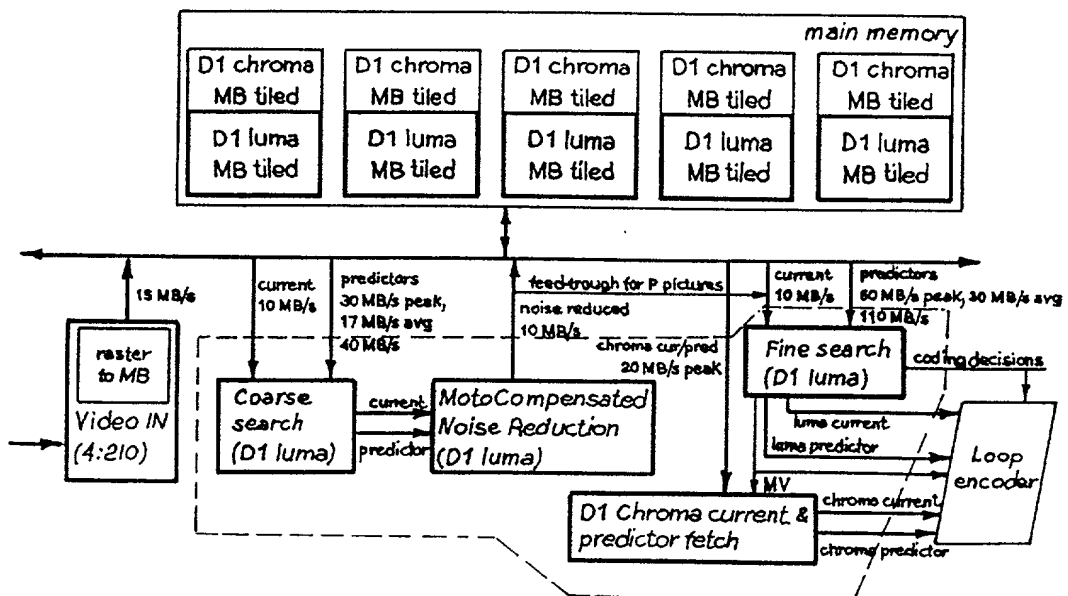 main memory
D1 chroma
MB tiled
D1 luma
MB tiled
D1 chroma
MB tiled
D1 luma
MB tiled
D1 chroma
MB tiled
D1 luma
MB tiled
D1 chroma
MB tiled
D1 luma
MB tiled
D1 chroma
MB tiled
D1 luma
MB tiled
15 MB/s
current
10 MB/s
predictors
30 MB/s peak,
17 MB/s avg
40 MB/s
feed-trough for P pictures
noise reduced
10 MB/s
chroma cur/pred
20 MB/s peak
current
10 MB/s
predictors
60 MB/s peak, 30 MB/s avg
110 MB/s
raster
to MB
Video IN
(4:210)
Coarse
search
(D1 luma)
current
predictor
MotoCompensated
Noise Reduction
(D1 luma)
Fine search
(D1 luma)
coding decisions
luma current
luma predictor
MV
Loop
encoder
D1 Chroma current &
predictor fetch
chroma current
chroma predictor